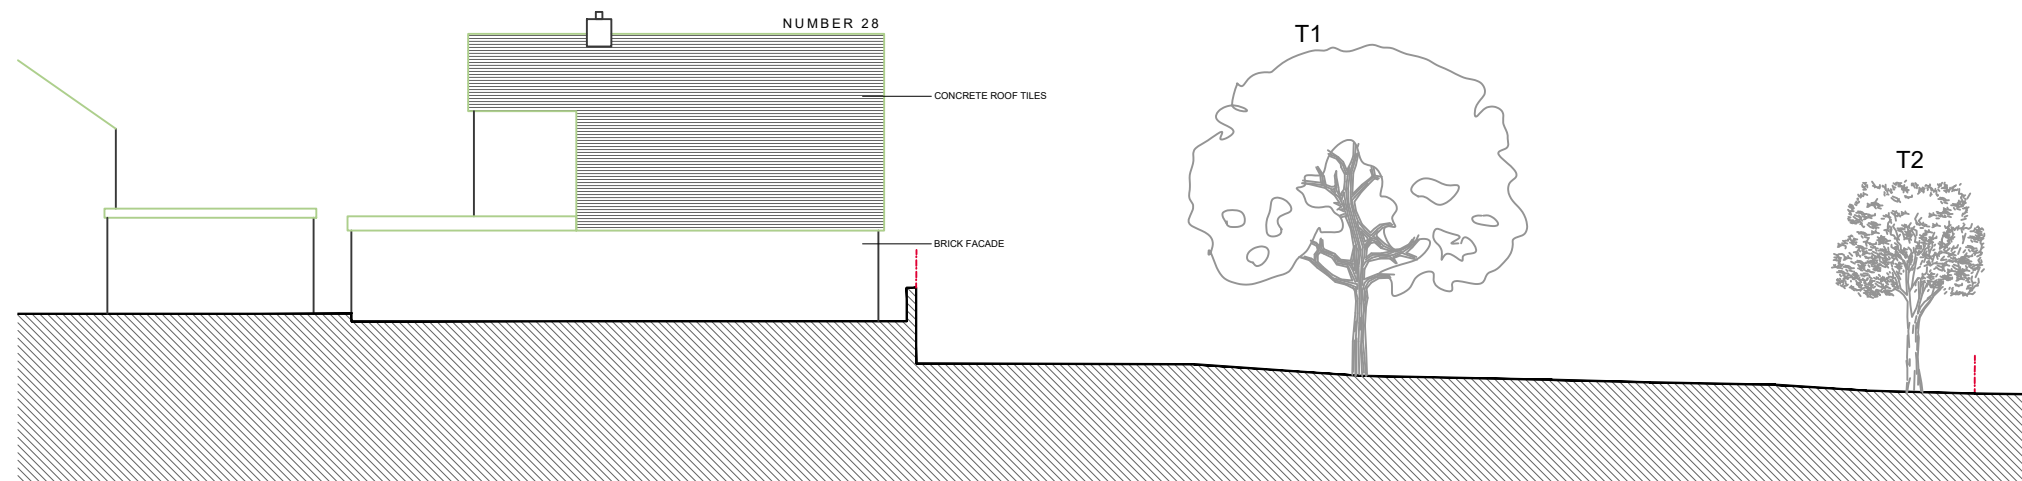 NUMBER 28
T1
CONCRETE ROOF TILES
T2
BRICK FACADE